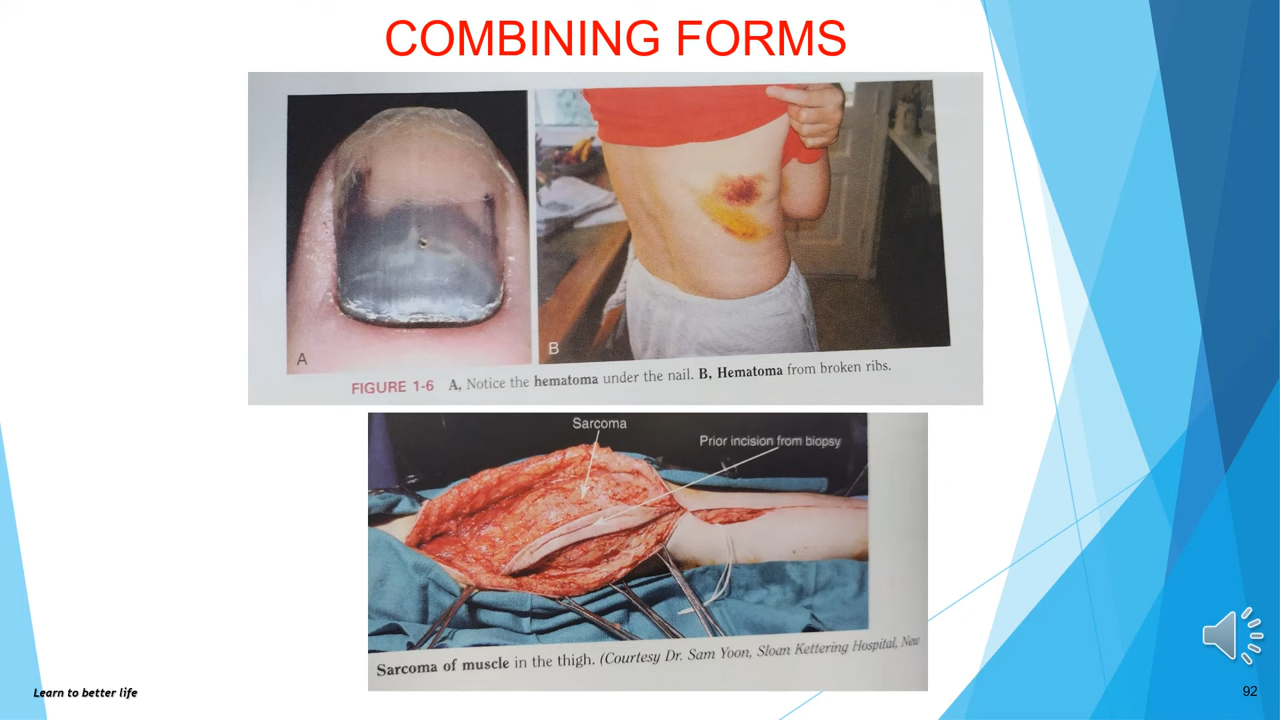 COMBINING FORMS
A
B
FIGURE 1-6 A, Notice the hematoma under the nail. B, Hematoma from broken ribs.
Sarcoma
Prior incision from biopsy
Sarcoma of muscle in the thigh. (Courtesy Dr. Sam Yoon, Sloan Kettering Hospital, New
Learn to better life
92